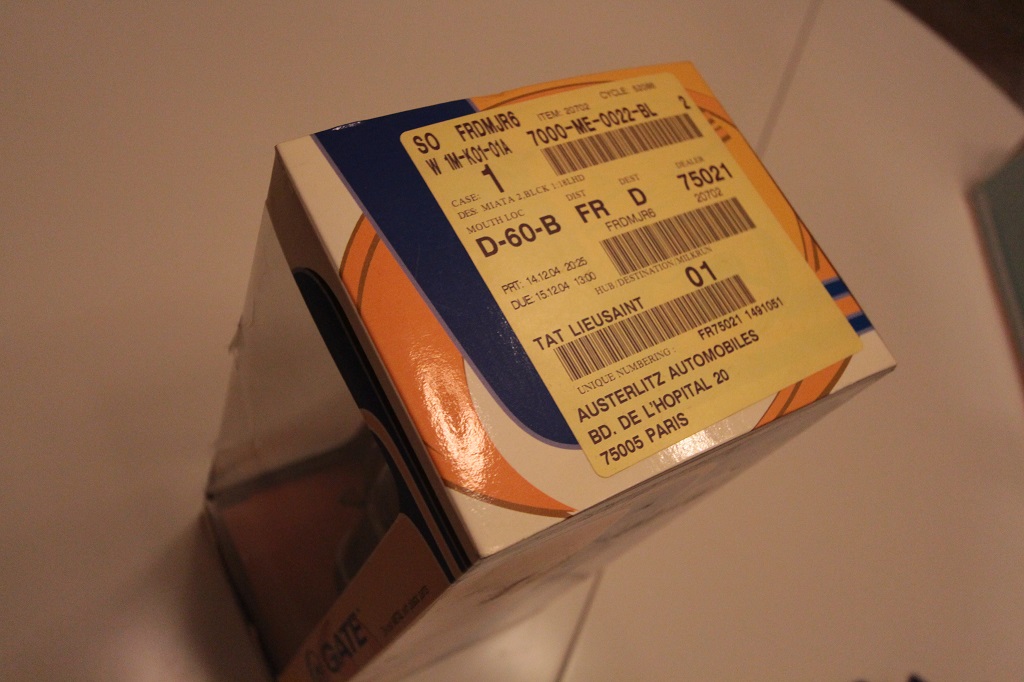 SO FRDMJR6 ITEM: 20702 CYCLE:
W 1M-K01-01A 7000-ME-0022-BL 2
CASE: 1
DES: MIATA 2,BLCK 1:18LHD
MOUTH LOC DIST DEST DEALER
D-60-B FR D 75021
FRDMJR6 20702
PRT: 14.12.04 20:25
DUE: 15.12.04 13:00
HUB/DESTINATION/MILKRUN
TAT LIEUSAINT 01
UNIQUE NUMBERING : FR75021 1491051
AUSTERLITZ AUTOMOBILES
BD. DE L'HOPITAL 20
75005 PARIS
GATE